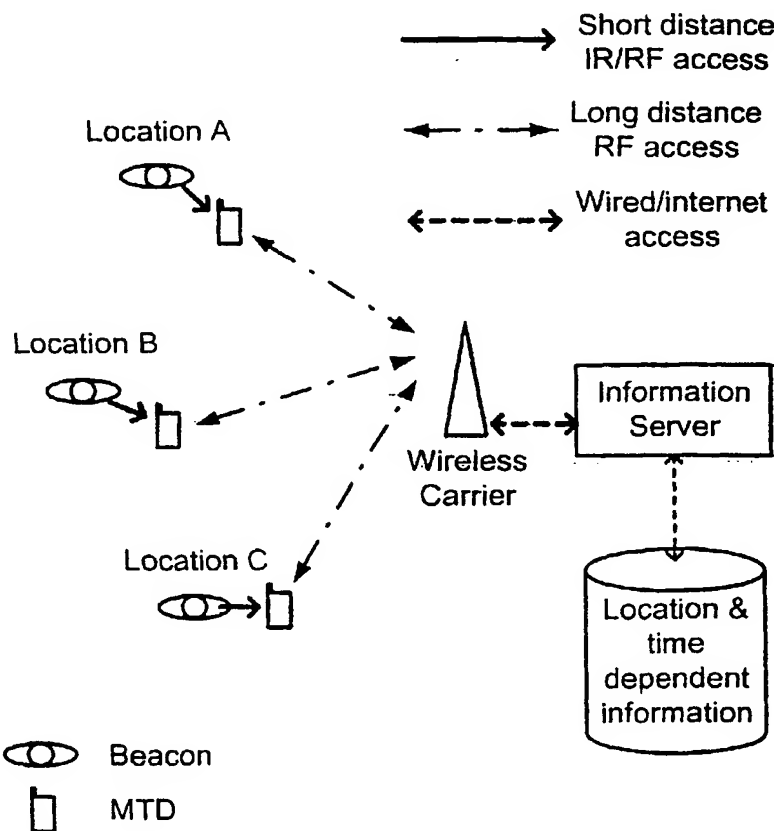 Short distance
IR/RF access
Long distance
RF access
Wired/internet
access
Location A
Location B
Location C
Wireless
Carrier
Information
Server
Location &
time
dependent
information
Beacon
MTD